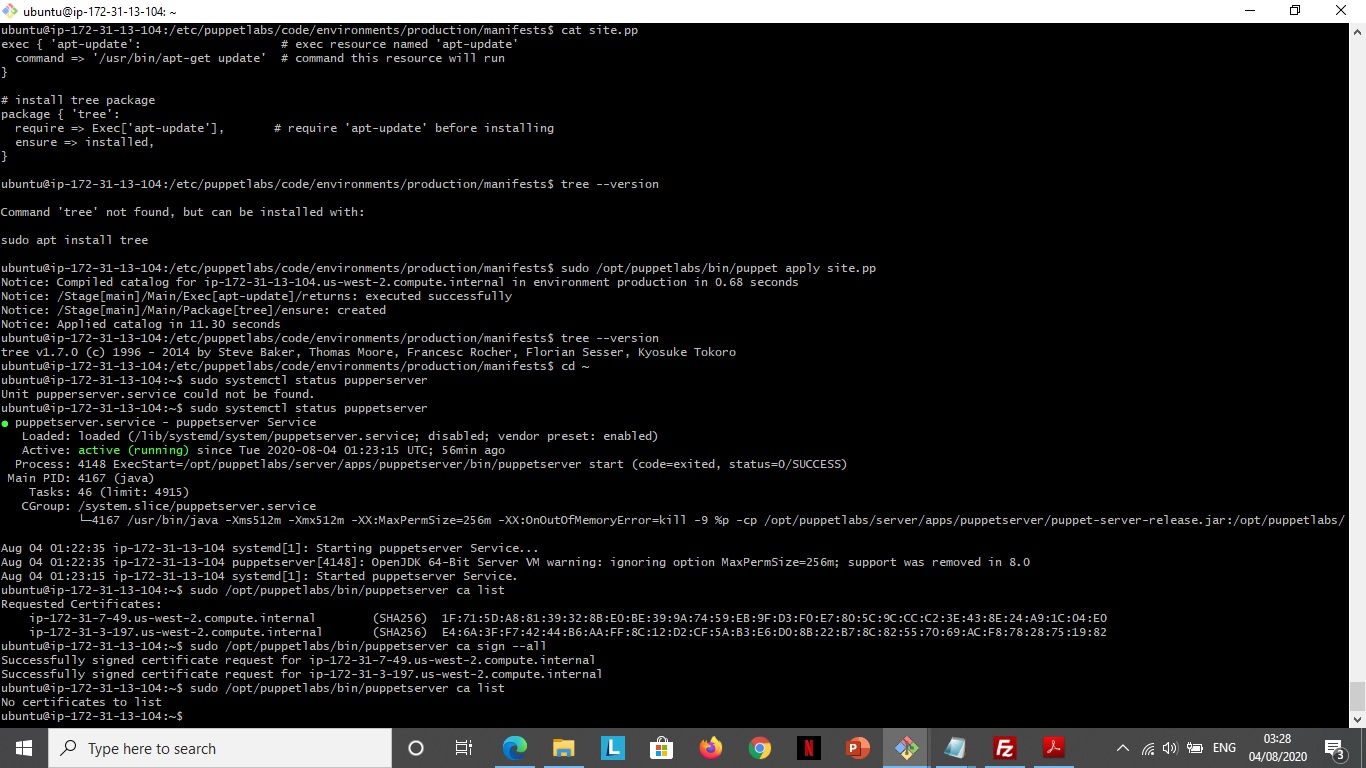 ubuntu@ip-172-31-13-104: ~
ubuntu@ip-172-31-13-104:/etc/puppetlabs/code/environments/production/manifests$ cat site.pp
exec { 'apt-update':                    # exec resource named 'apt-update'
  command => '/usr/bin/apt-get update'  # command this resource will run
}
# install tree package
package { 'tree':
  require => Exec['apt-update'],       # require 'apt-update' before installing
  ensure => installed,
}
ubuntu@ip-172-31-13-104:/etc/puppetlabs/code/environments/production/manifests$ tree --version
Command 'tree' not found, but can be installed with:
sudo apt install tree
ubuntu@ip-172-31-13-104:/etc/puppetlabs/code/environments/production/manifests$ sudo /opt/puppetlabs/bin/puppet apply site.pp
Notice: Compiled catalog for ip-172-31-13-104.us-west-2.compute.internal in environment production in 0.68 seconds
Notice: /Stage[main]/Main/Exec[apt-update]/returns: executed successfully
Notice: /Stage[main]/Main/Package[tree]/ensure: created
Notice: Applied catalog in 11.30 seconds
ubuntu@ip-172-31-13-104:/etc/puppetlabs/code/environments/production/manifests$ tree --version
tree v1.7.0 (c) 1996 - 2014 by Steve Baker, Thomas Moore, Francesc Rocher, Florian Sesser, Kyosuke Tokoro
ubuntu@ip-172-31-13-104:/etc/puppetlabs/code/environments/production/manifests$ cd ~
ubuntu@ip-172-31-13-104:~$ sudo systemctl status pupperserver
Unit pupperserver.service could not be found.
ubuntu@ip-172-31-13-104:~$ sudo systemctl status puppetserver
● puppetserver.service - puppetserver Service
   Loaded: loaded (/lib/systemd/system/puppetserver.service; disabled; vendor preset: enabled)
   Active: active (running) since Tue 2020-08-04 01:23:15 UTC; 56min ago
  Process: 4148 ExecStart=/opt/puppetlabs/server/apps/puppetserver/bin/puppetserver start (code=exited, status=0/SUCCESS)
 Main PID: 4167 (java)
    Tasks: 46 (limit: 4915)
   CGroup: /system.slice/puppetserver.service
           └─4167 /usr/bin/java -Xms512m -Xmx512m -XX:MaxPermSize=256m -XX:OnOutOfMemoryError=kill -9 %p -cp /opt/puppetlabs/server/apps/puppetserver/puppet-server-release.jar:/opt/puppetlabs/
Aug 04 01:22:35 ip-172-31-13-104 systemd[1]: Starting puppetserver Service...
Aug 04 01:22:35 ip-172-31-13-104 puppetserver[4148]: OpenJDK 64-Bit Server VM warning: ignoring option MaxPermSize=256m; support was removed in 8.0
Aug 04 01:23:15 ip-172-31-13-104 systemd[1]: Started puppetserver Service.
ubuntu@ip-172-31-13-104:~$ sudo /opt/puppetlabs/bin/puppetserver ca list
Requested Certificates:
    ip-172-31-7-49.us-west-2.compute.internal        (SHA256)  1F:71:5D:A8:81:39:32:8B:E0:BE:39:9A:74:59:EB:9F:D3:F0:E7:80:5C:9C:CC:C2:3E:43:8E:24:A9:1C:04:E0
    ip-172-31-3-197.us-west-2.compute.internal       (SHA256)  E4:6A:3F:F7:42:44:B6:AA:FF:8C:12:D2:CF:5A:B3:E6:D0:8B:22:B7:8C:82:55:70:69:AC:F8:78:28:75:19:82
ubuntu@ip-172-31-13-104:~$ sudo /opt/puppetlabs/bin/puppetserver ca sign --all
Successfully signed certificate request for ip-172-31-7-49.us-west-2.compute.internal
Successfully signed certificate request for ip-172-31-3-197.us-west-2.compute.internal
ubuntu@ip-172-31-13-104:~$ sudo /opt/puppetlabs/bin/puppetserver ca list
No certificates to list
ubuntu@ip-172-31-13-104:~$
Type here to search
L
N
P
Fz
ENG
03:28
04/08/2020
3